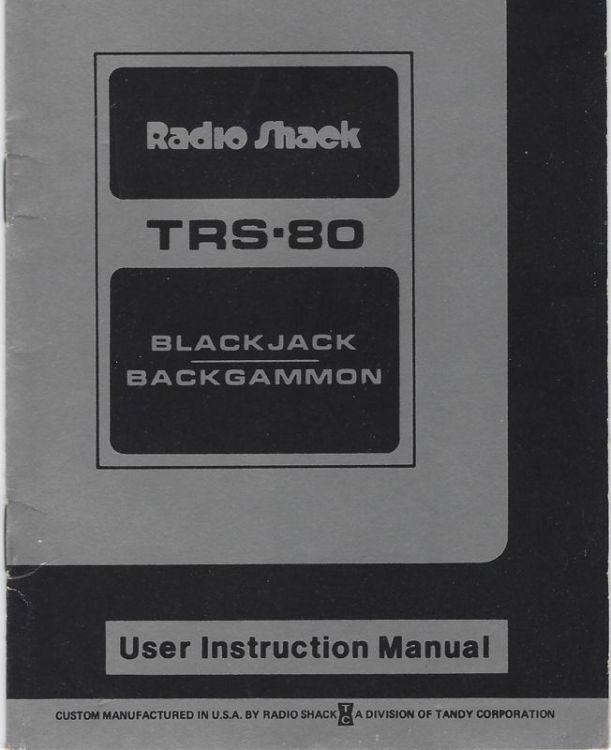 Radio Shack
TRS-80
BLACKJACK
BACKGAMMON
User Instruction Manual
CUSTOM MANUFACTURED IN U.S.A. BY RADIO SHACK TC A DIVISION OF TANDY CORPORATION